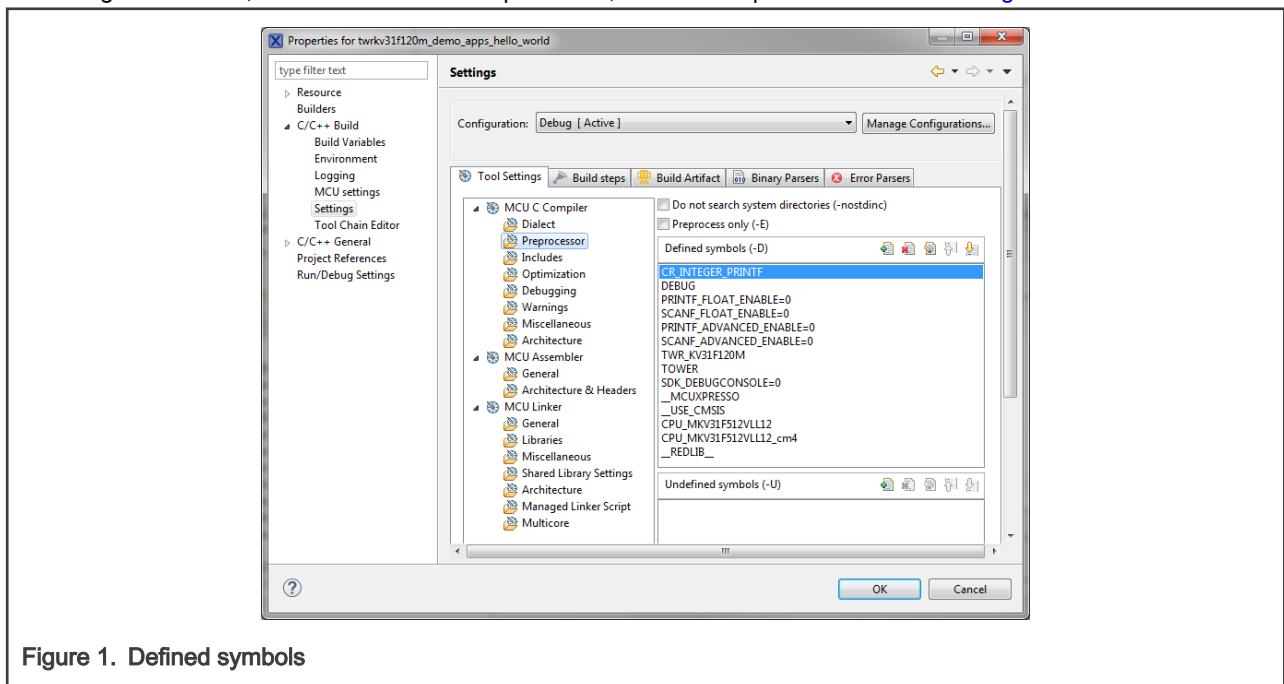 Properties for twrkv31f120m_demo_apps_hello_world
type filter text
Resource
Builders
C/C++ Build
Build Variables
Environment
Logging
MCU settings
Settings
Tool Chain Editor
C/C++ General
Project References
Run/Debug Settings
Settings
Configuration: Debug [ Active ] Manage Configurations...
Tool Settings Build steps Build Artifact Binary Parsers Error Parsers
MCU C Compiler
Dialect
Preprocessor
Includes
Optimization
Debugging
Warnings
Miscellaneous
Architecture
MCU Assembler
General
Architecture & Headers
MCU Linker
General
Libraries
Miscellaneous
Shared Library Settings
Architecture
Managed Linker Script
Multicore
Do not search system directories (-nostdinc)
Preprocess only (-E)
Defined symbols (-D)
CR_INTEGER_PRINTF
DEBUG
PRINTF_FLOAT_ENABLE=0
SCANF_FLOAT_ENABLE=0
PRINTF_ADVANCED_ENABLE=0
SCANF_ADVANCED_ENABLE=0
TWR_KV31F120M
TOWER
SDK_DEBUGCONSOLE=0
__MCUXPRESSO
__USE_CMSIS
CPU_MKV31F512VLL12
CPU_MKV31F512VLL12_cm4
__REDLIB__
Undefined symbols (-U)
OK Cancel
Figure 1. Defined symbols